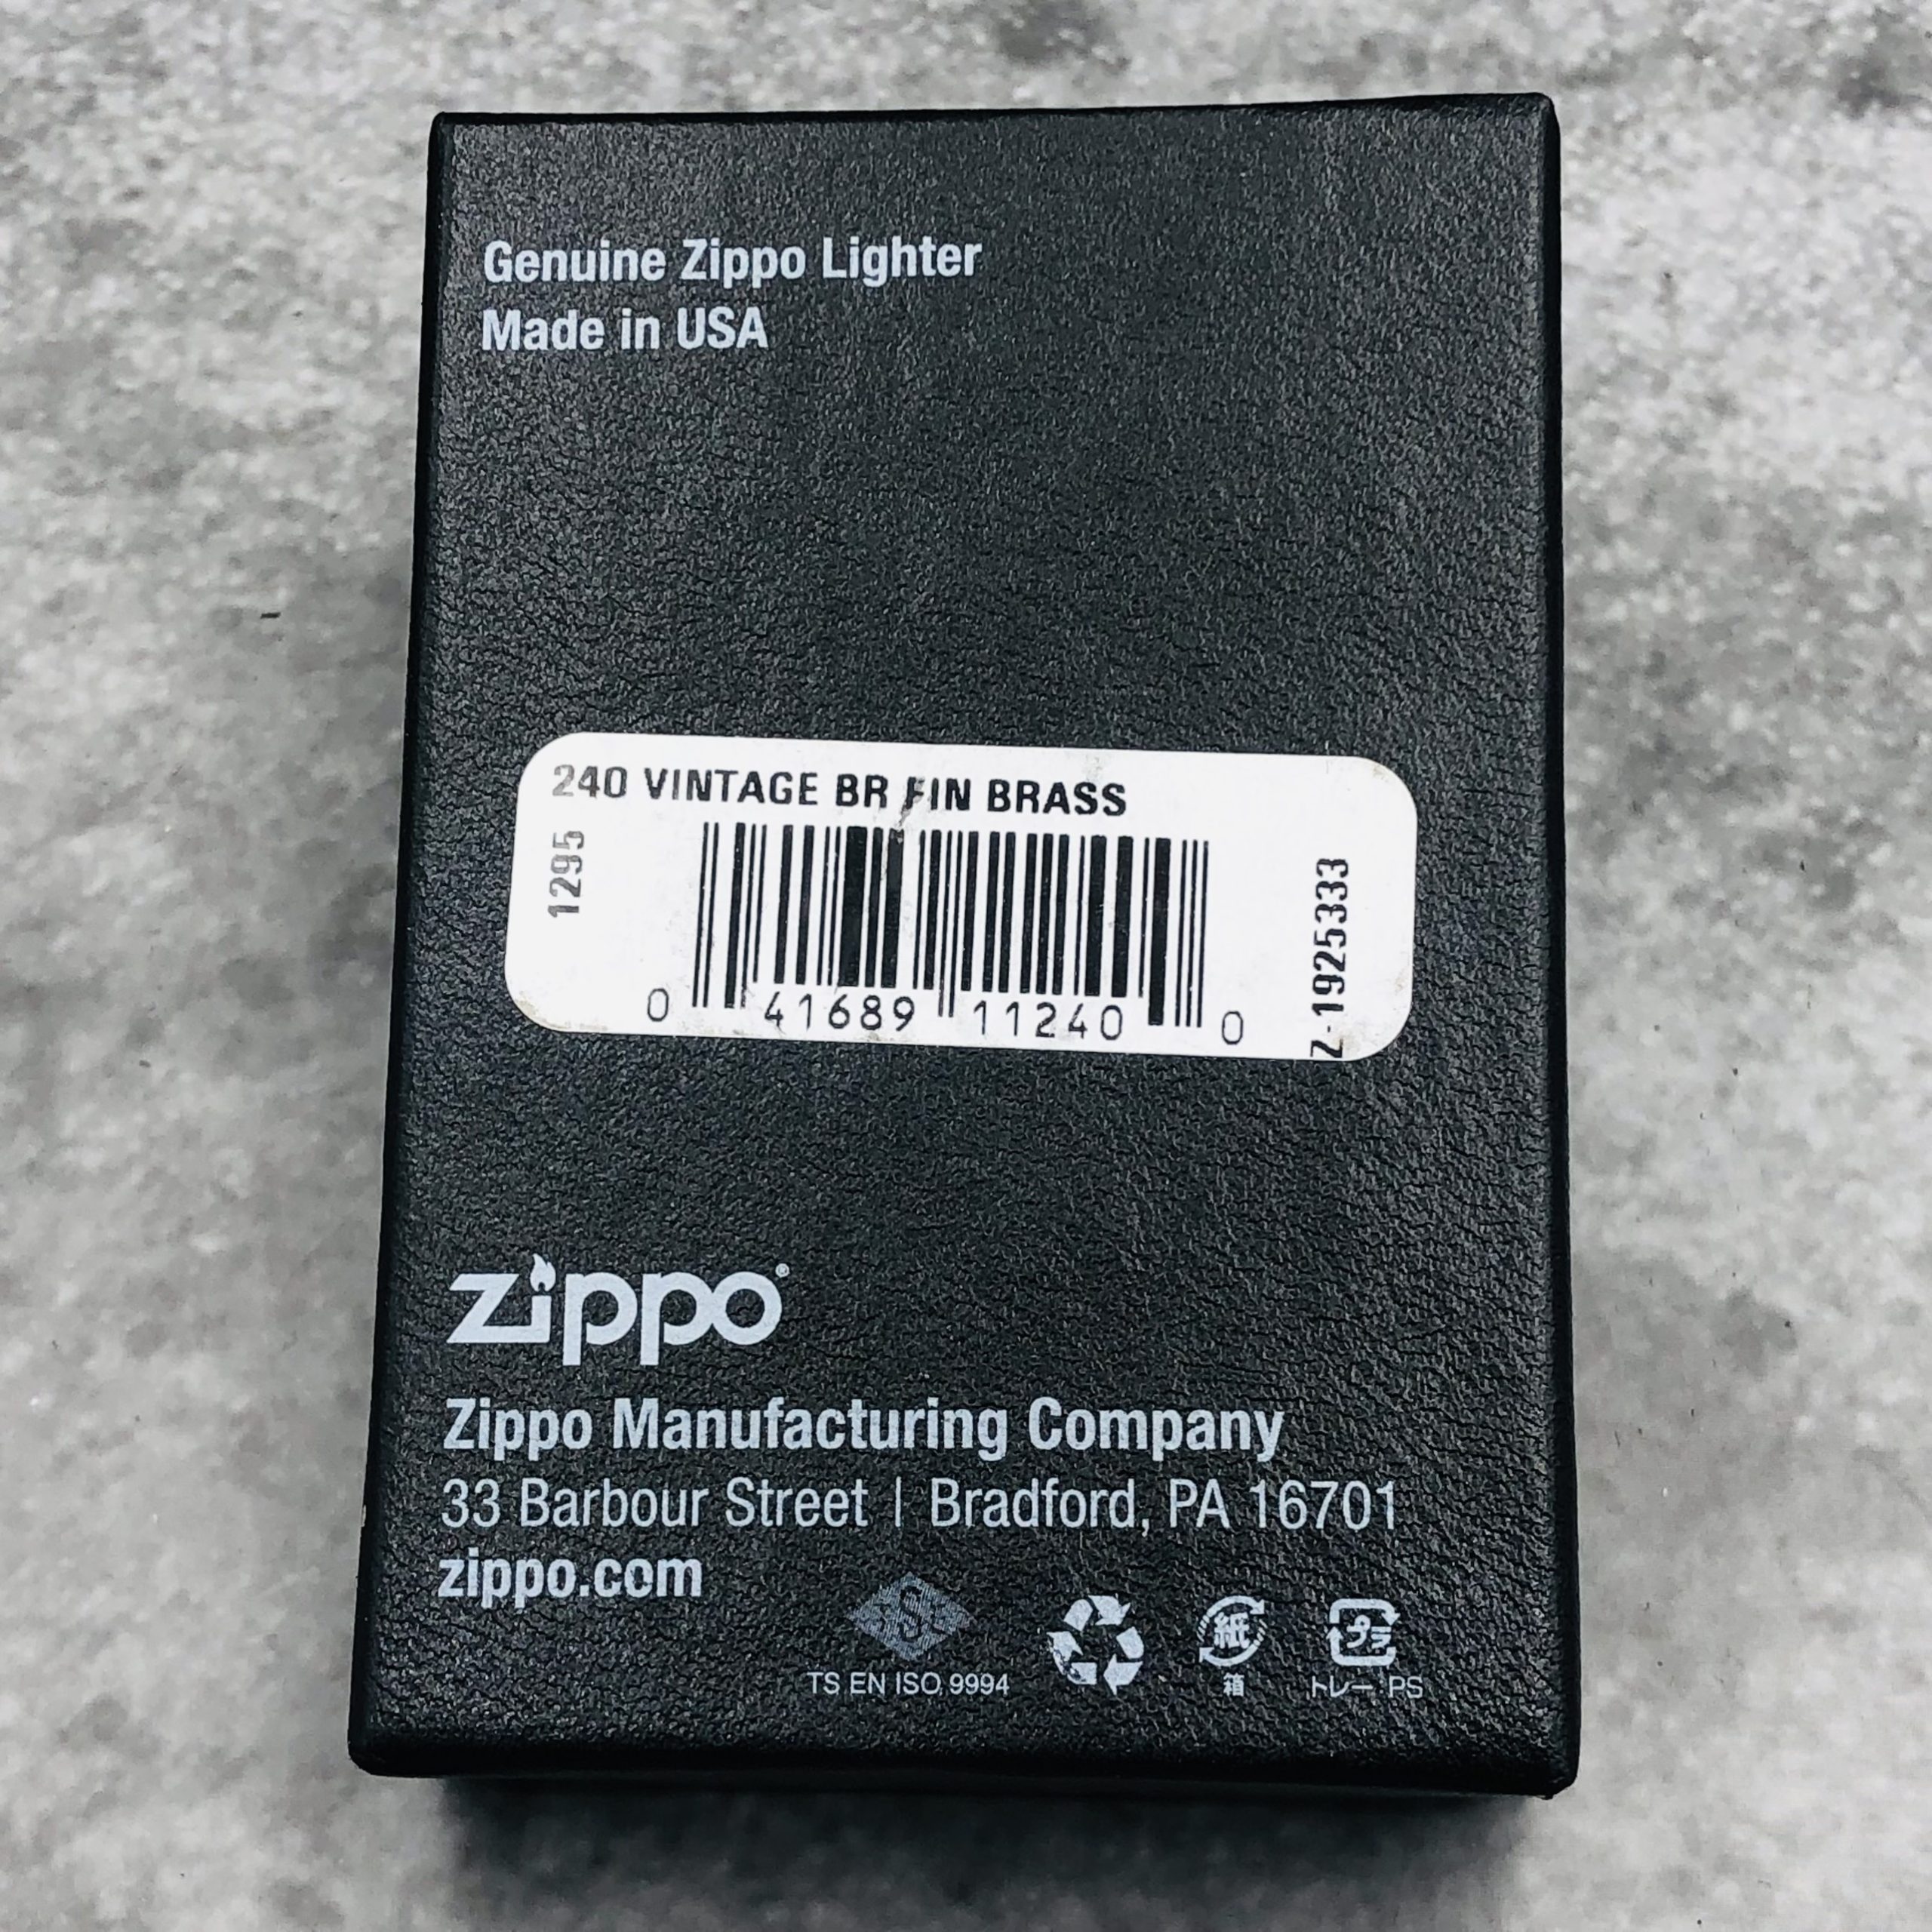 Genuine Zippo Lighter
Made in USA
240 VINTAGE BR FIN BRASS
1295
0 41689 11240 0
Z-1925333
zippo®
Zippo Manufacturing Company
33 Barbour Street | Bradford, PA 16701
zippo.com
TS EN ISO 9994
紙
箱
プラ
トレー PS